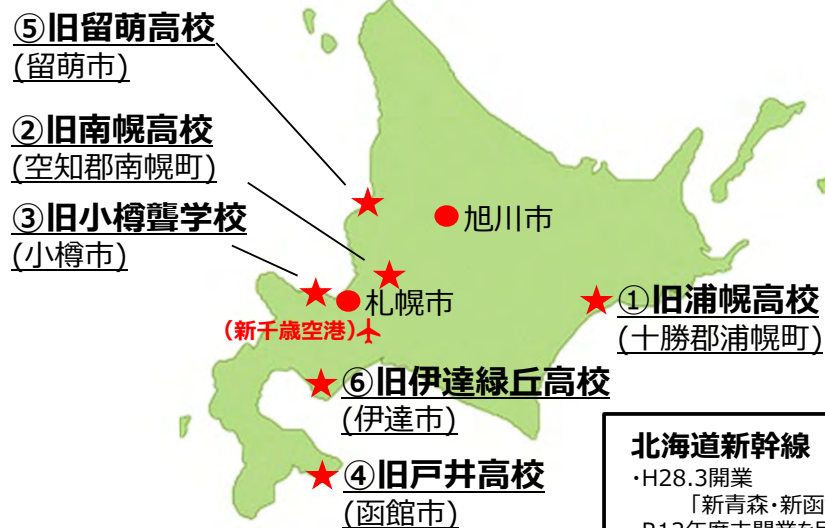 ⑤旧留萌高校
(留萌市)
②旧南幌高校
(空知郡南幌町)
③旧小樽聾学校
(小樽市)
旭川市
札幌市
(新千歳空港)
①旧浦幌高校
(十勝郡浦幌町)
⑥旧伊達緑丘高校
(伊達市)
④旧戸井高校
(函館市)
北海道新幹線
・H28.3開業
「新青森・新函